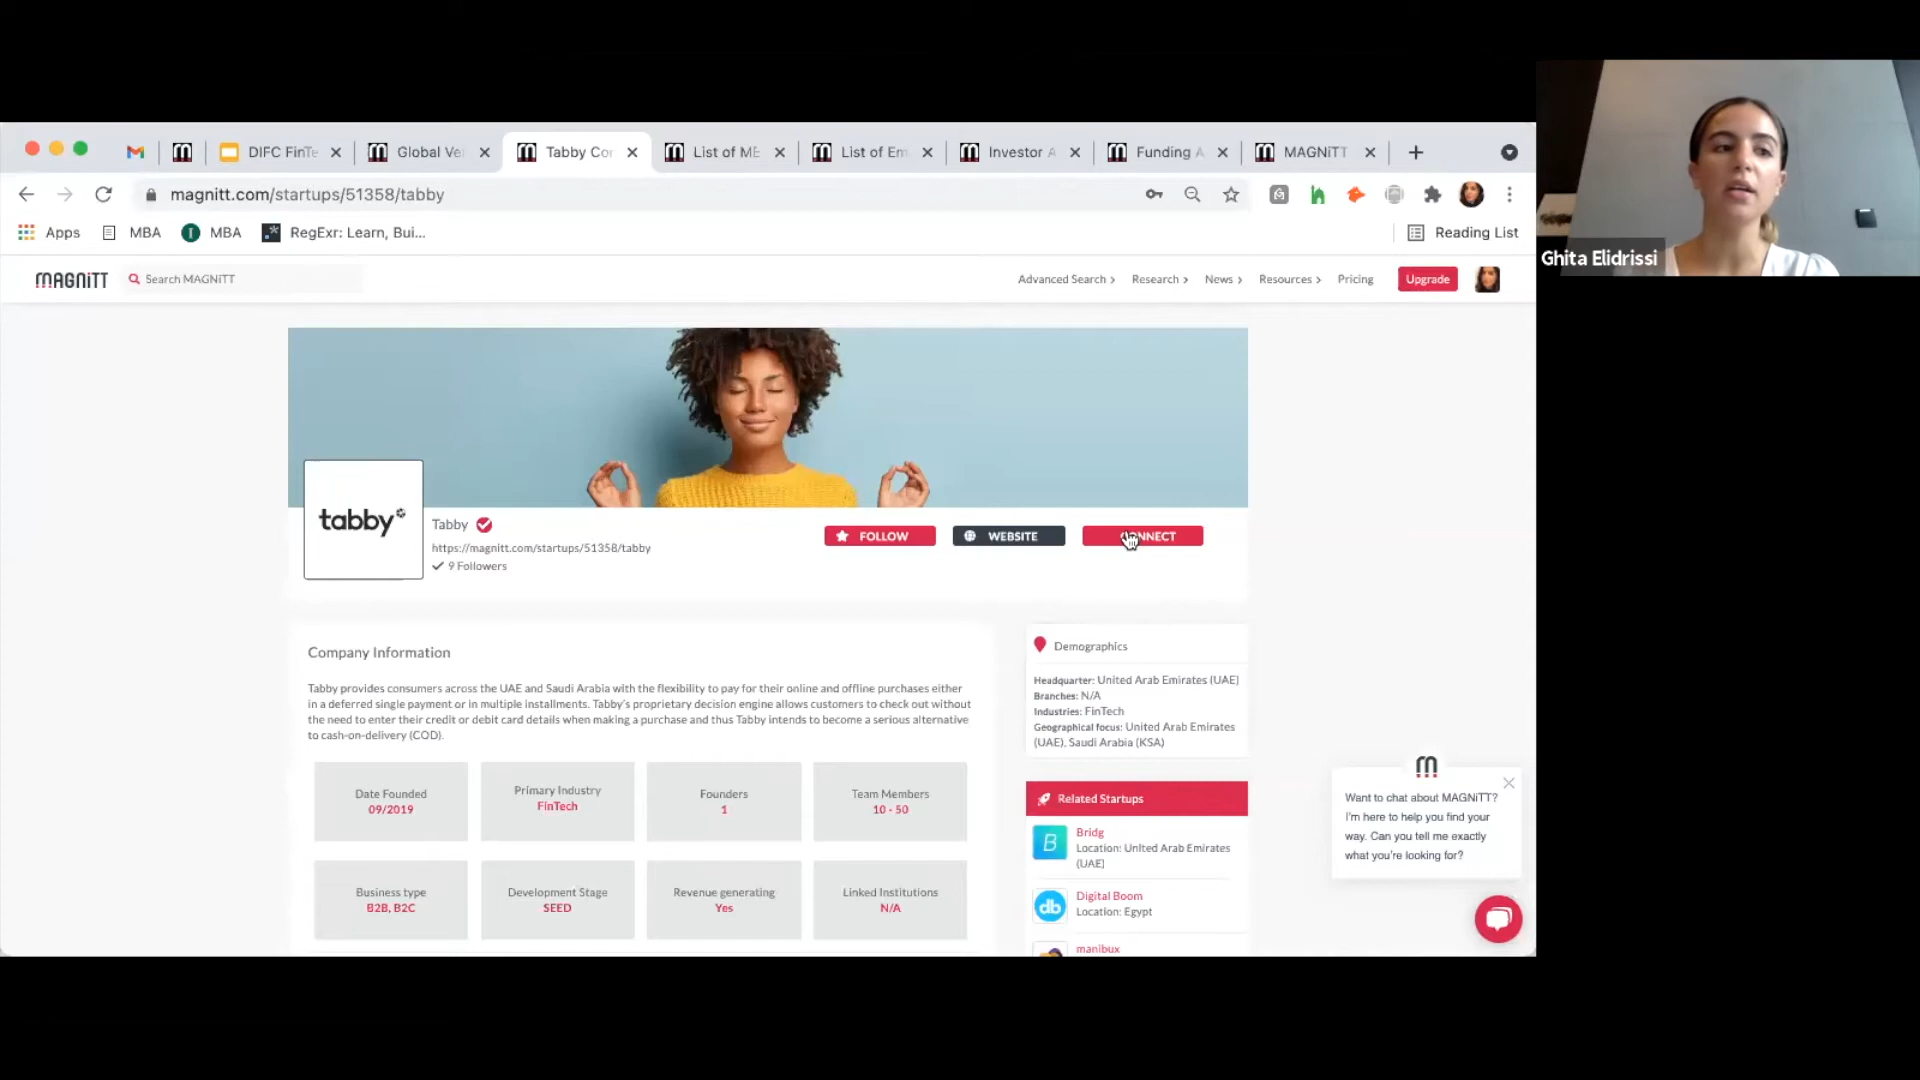 DIFC FinTe
Global Ve
Tabby Co
List of ME
List of Em
Investor A
Funding A
MAGNiTT
magnitt.com/startups/51358/tabby
Apps
MBA
MBA
RegExr: Learn, Bui...
Reading List
Ghita Elidrissi
MAGNiTT
Search MAGNiTT
Advanced Search
Research
News
Resources
Pricing
Upgrade
tabby
Tabby
https://magnitt.com/startups/51358/tabby
9 Followers
FOLLOW
WEBSITE
NNECT
Company Information
Tabby provides consumers across the UAE and Saudi Arabia with the flexibility to pay for their online and offline purchases either
in a deferred single payment or in multiple installments. Tabby's proprietary decision engine allows customers to check out without
the need to enter their credit or debit card details when making a purchase and thus Tabby intends to become a serious alternative
to cash-on-delivery (COD).
Date Founded
09/2019
Primary Industry
FinTech
Founders
1
Team Members
10 - 50
Business type
B2B, B2C
Development Stage
SEED
Revenue generating
Yes
Linked Institutions
N/A
Demographics
Headquarter: United Arab Emirates (UAE)
Branches: N/A
Industries: FinTech
Geographical focus: United Arab Emirates
(UAE), Saudi Arabia (KSA)
Related Startups
B
Bridg
Location: United Arab Emirates
(UAE)
db
Digital Boom
Location: Egypt
manibux
m
Want to chat about MAGNiTT?
I'm here to help you find your
way. Can you tell me exactly
what you're looking for?